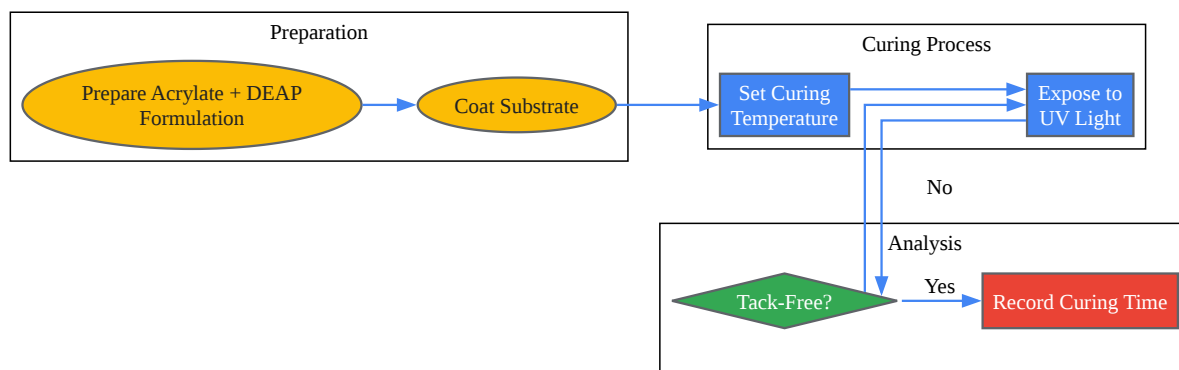 Preparation
Prepare Acrylate + DEAP
Formulation
Coat Substrate
Curing Process
Set Curing
Temperature
Expose to
UV Light
No
Analysis
Tack-Free?
Yes
Record Curing Time